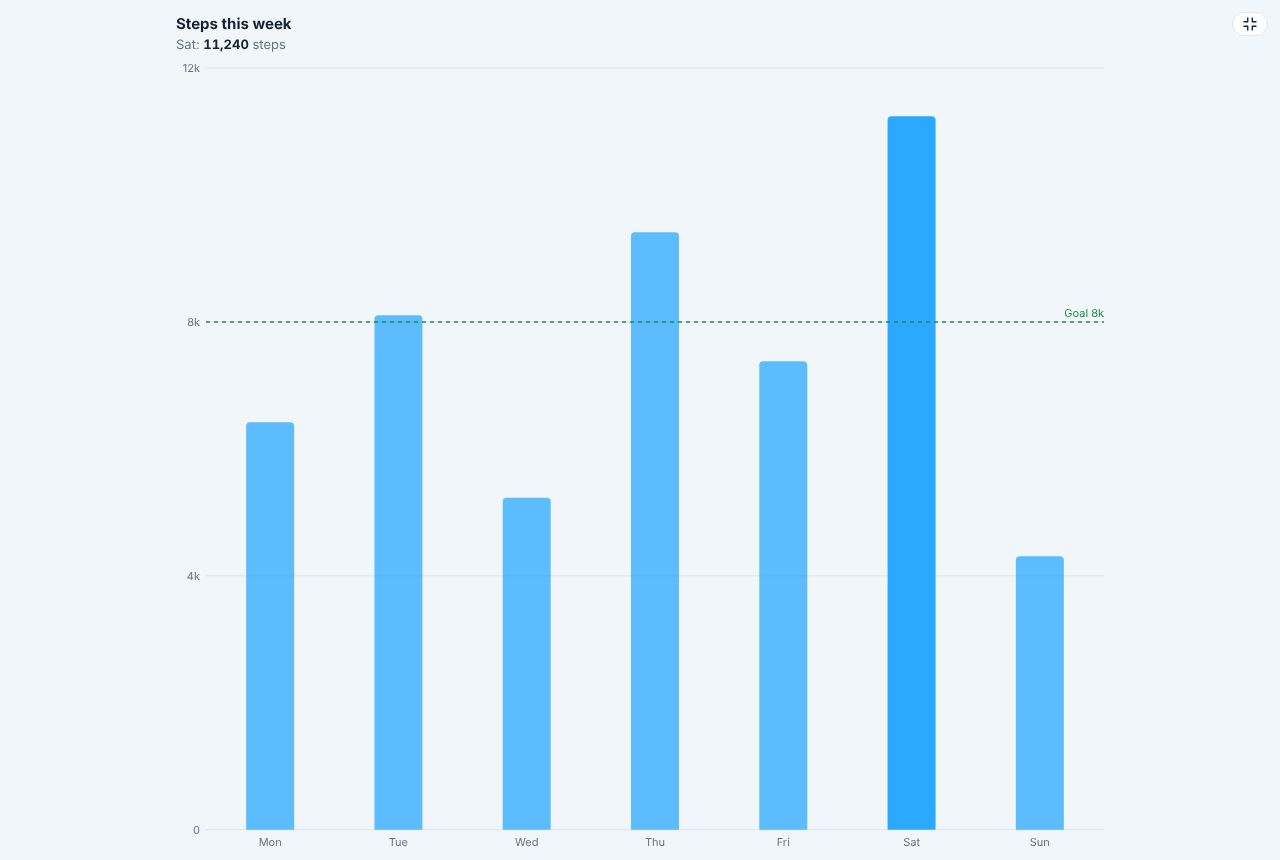 Steps this week
Sat: 11,240 steps
12k
8k
Goal 8k
4k
0
Mon Tue Wed Thu Fri Sat Sun